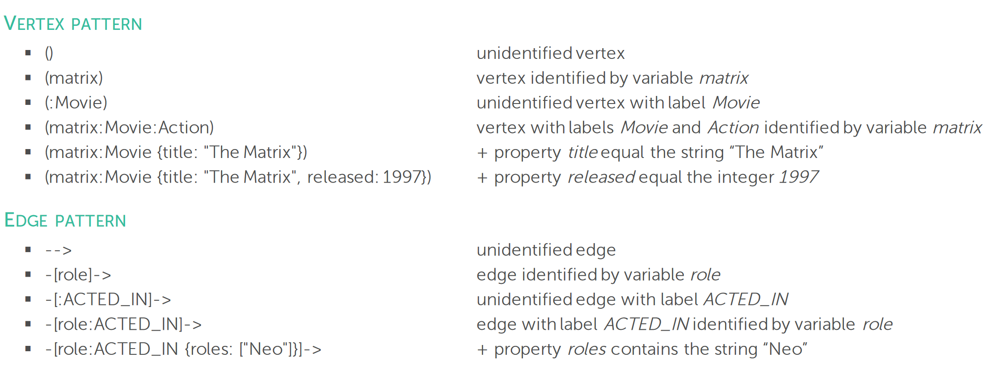 VERTEX PATTERN
▪ () unidentified vertex
▪ (matrix) vertex identified by variable matrix
▪ (:Movie) unidentified vertex with label Movie
▪ (matrix:Movie:Action) vertex with labels Movie and Action identified by variable matrix
▪ (matrix:Movie {title: "The Matrix"}) + property title equal the string “The Matrix”
▪ (matrix:Movie {title: "The Matrix", released: 1997}) + property released equal the integer 1997
EDGE PATTERN
▪ --> unidentified edge
▪ -[role]-> edge identified by variable role
▪ -[:ACTED_IN]-> unidentified edge with label ACTED_IN
▪ -[role:ACTED_IN]-> edge with label ACTED_IN identified by variable role
▪ -[role:ACTED_IN {roles: ["Neo"]}]-> + property roles contains the string “Neo”